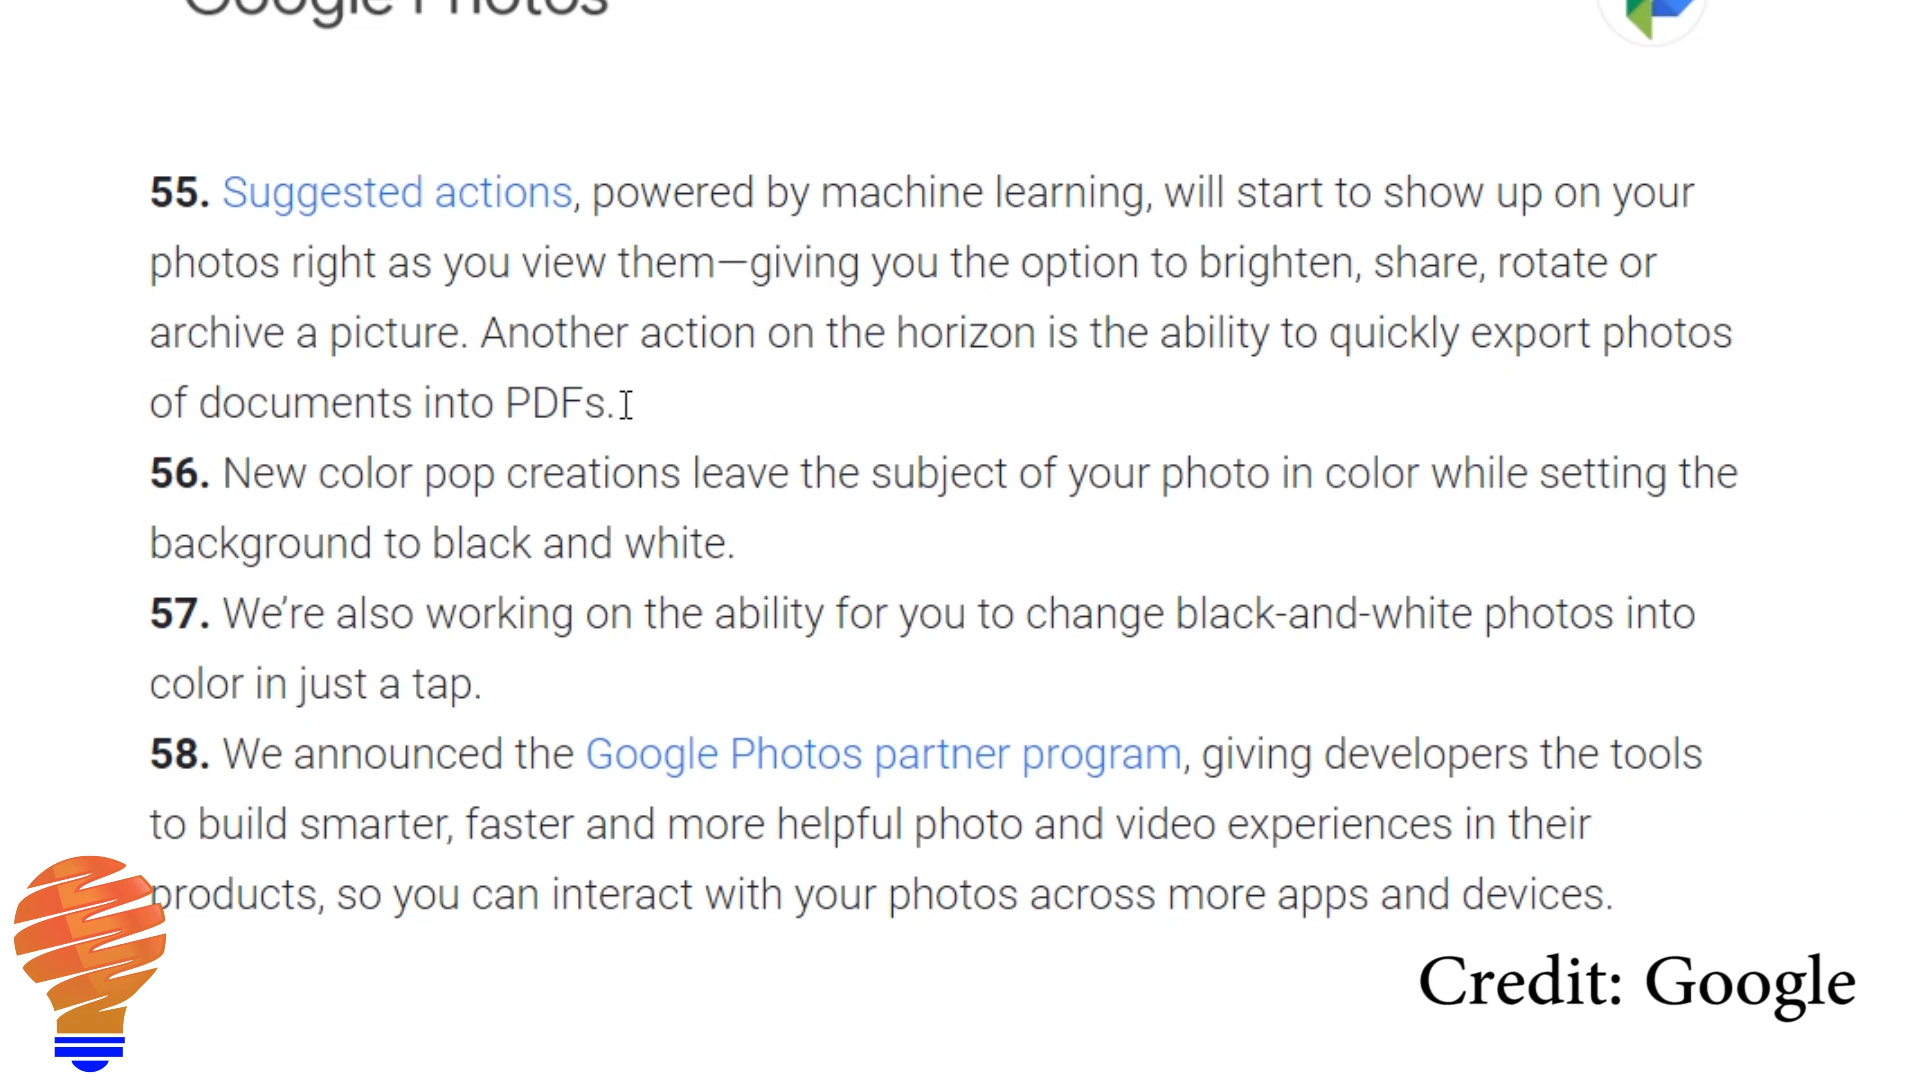 Google Photos
55. Suggested actions, powered by machine learning, will start to show up on your
photos right as you view them—giving you the option to brighten, share, rotate or
archive a picture. Another action on the horizon is the ability to quickly export photos
of documents into PDFs.
56. New color pop creations leave the subject of your photo in color while setting the
background to black and white.
57. We’re also working on the ability for you to change black-and-white photos into
color in just a tap.
58. We announced the Google Photos partner program, giving developers the tools
to build smarter, faster and more helpful photo and video experiences in their
products, so you can interact with your photos across more apps and devices.
Credit: Google